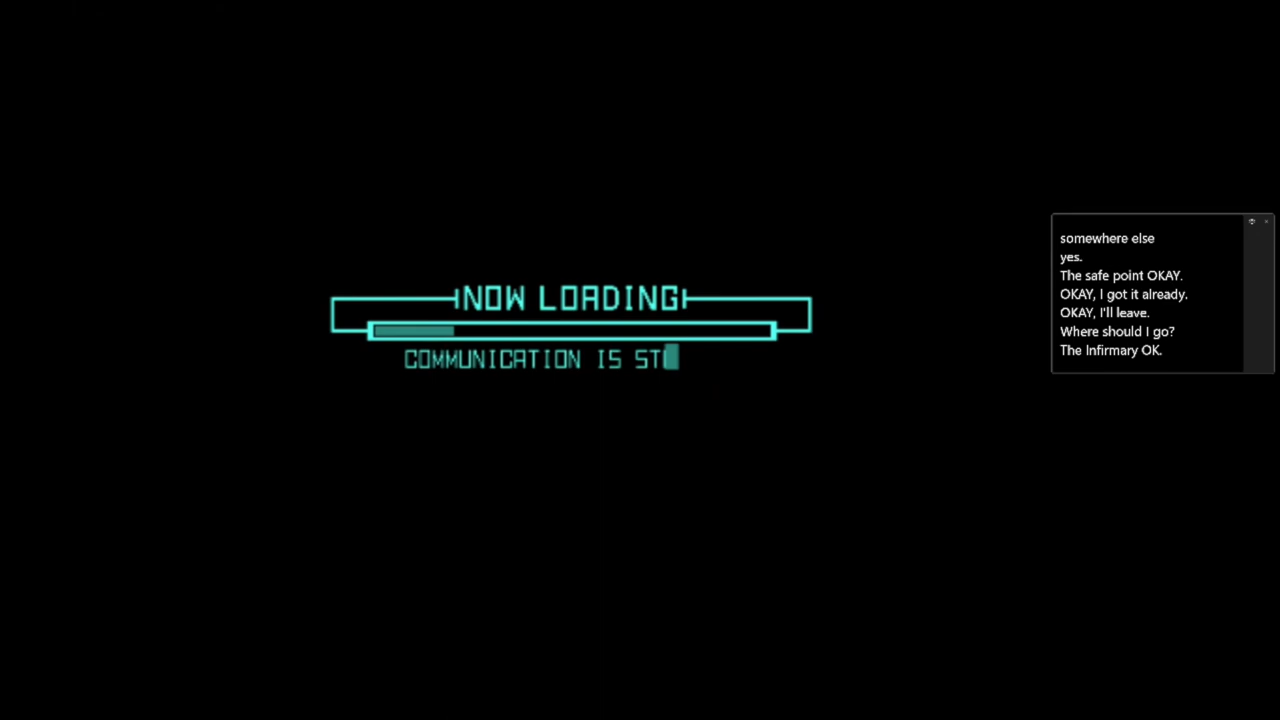 NOW LOADING
COMMUNICATION IS
somewhere else
yes.
The safe point OKAY.
OKAY, I got it already.
OKAY, I'll leave.
Where should I go?
The Infirmary OK.